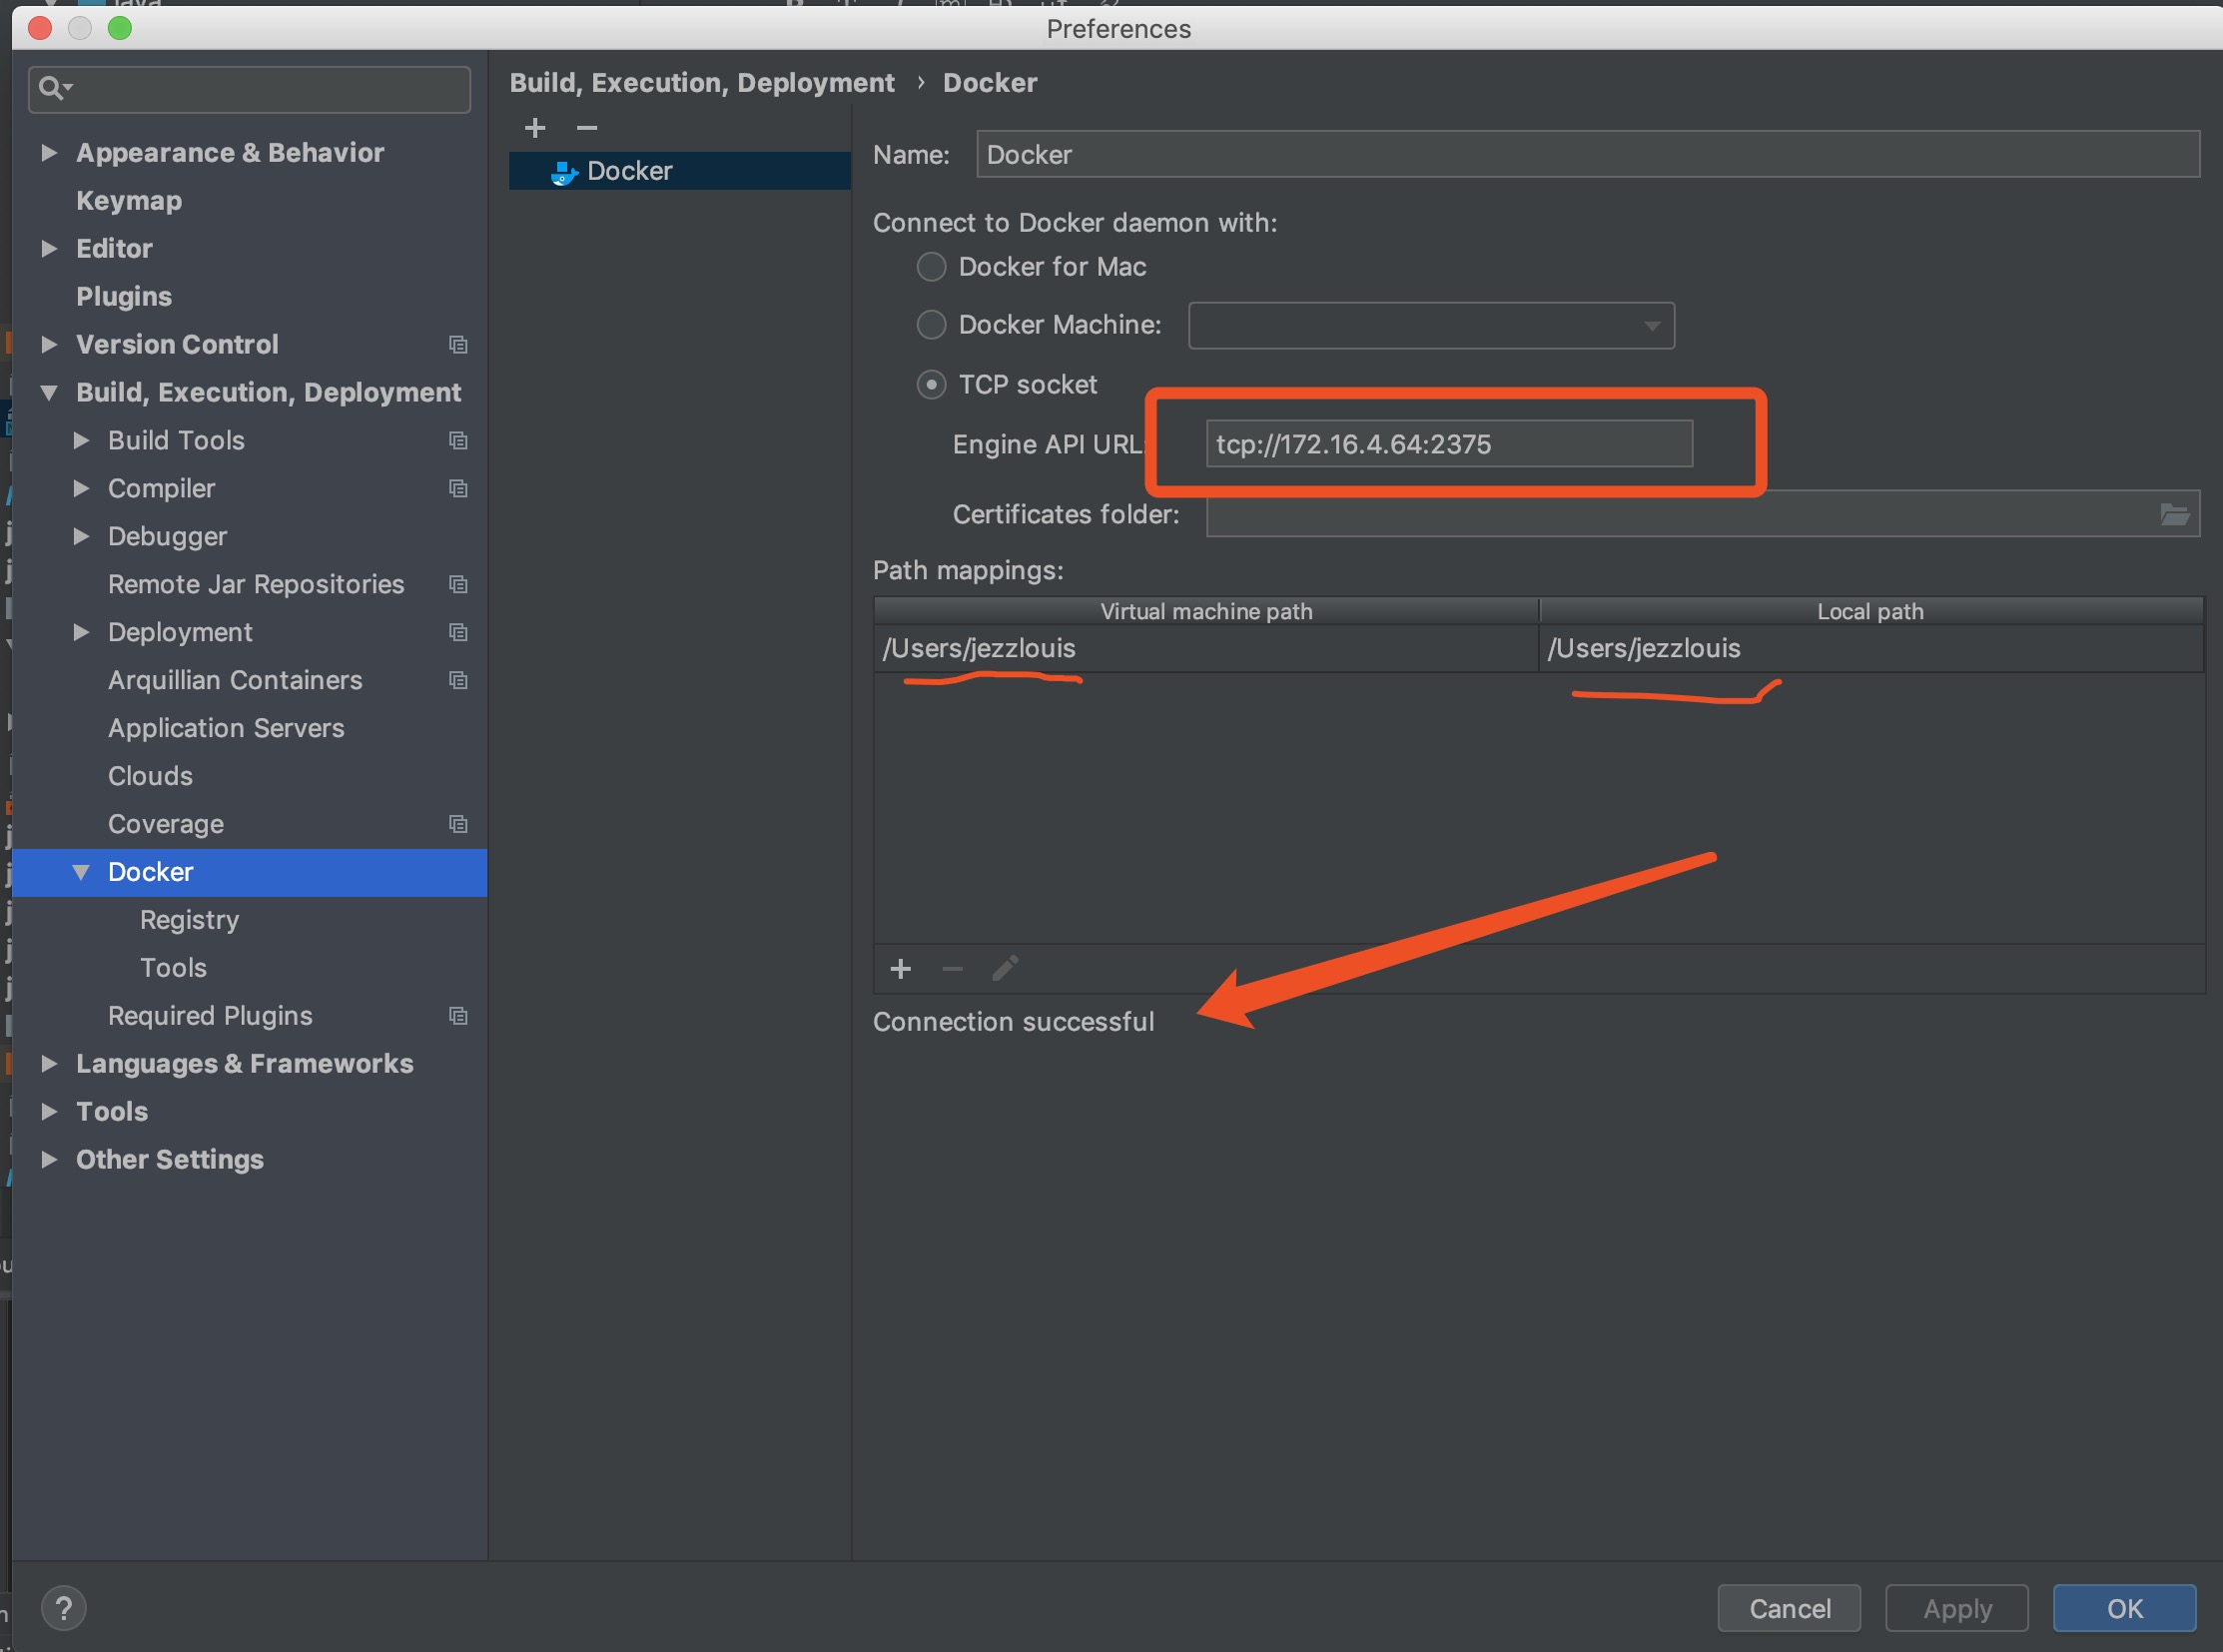 Preferences
Appearance & Behavior
Keymap
Editor
Plugins
Version Control
Build, Execution, Deployment
Build Tools
Compiler
Debugger
Remote Jar Repositories
Deployment
Arquillian Containers
Application Servers
Clouds
Coverage
Docker
Registry
Tools
Required Plugins
Languages & Frameworks
Tools
Other Settings
Build, Execution, Deployment › Docker
Docker
Name: Docker
Connect to Docker daemon with:
Docker for Mac
Docker Machine:
TCP socket
Engine API URL: tcp://172.16.4.64:2375
Certificates folder:
Path mappings:
Virtual machine path Local path
/Users/jezzlouis /Users/jezzlouis
Connection successful
? Cancel Apply OK